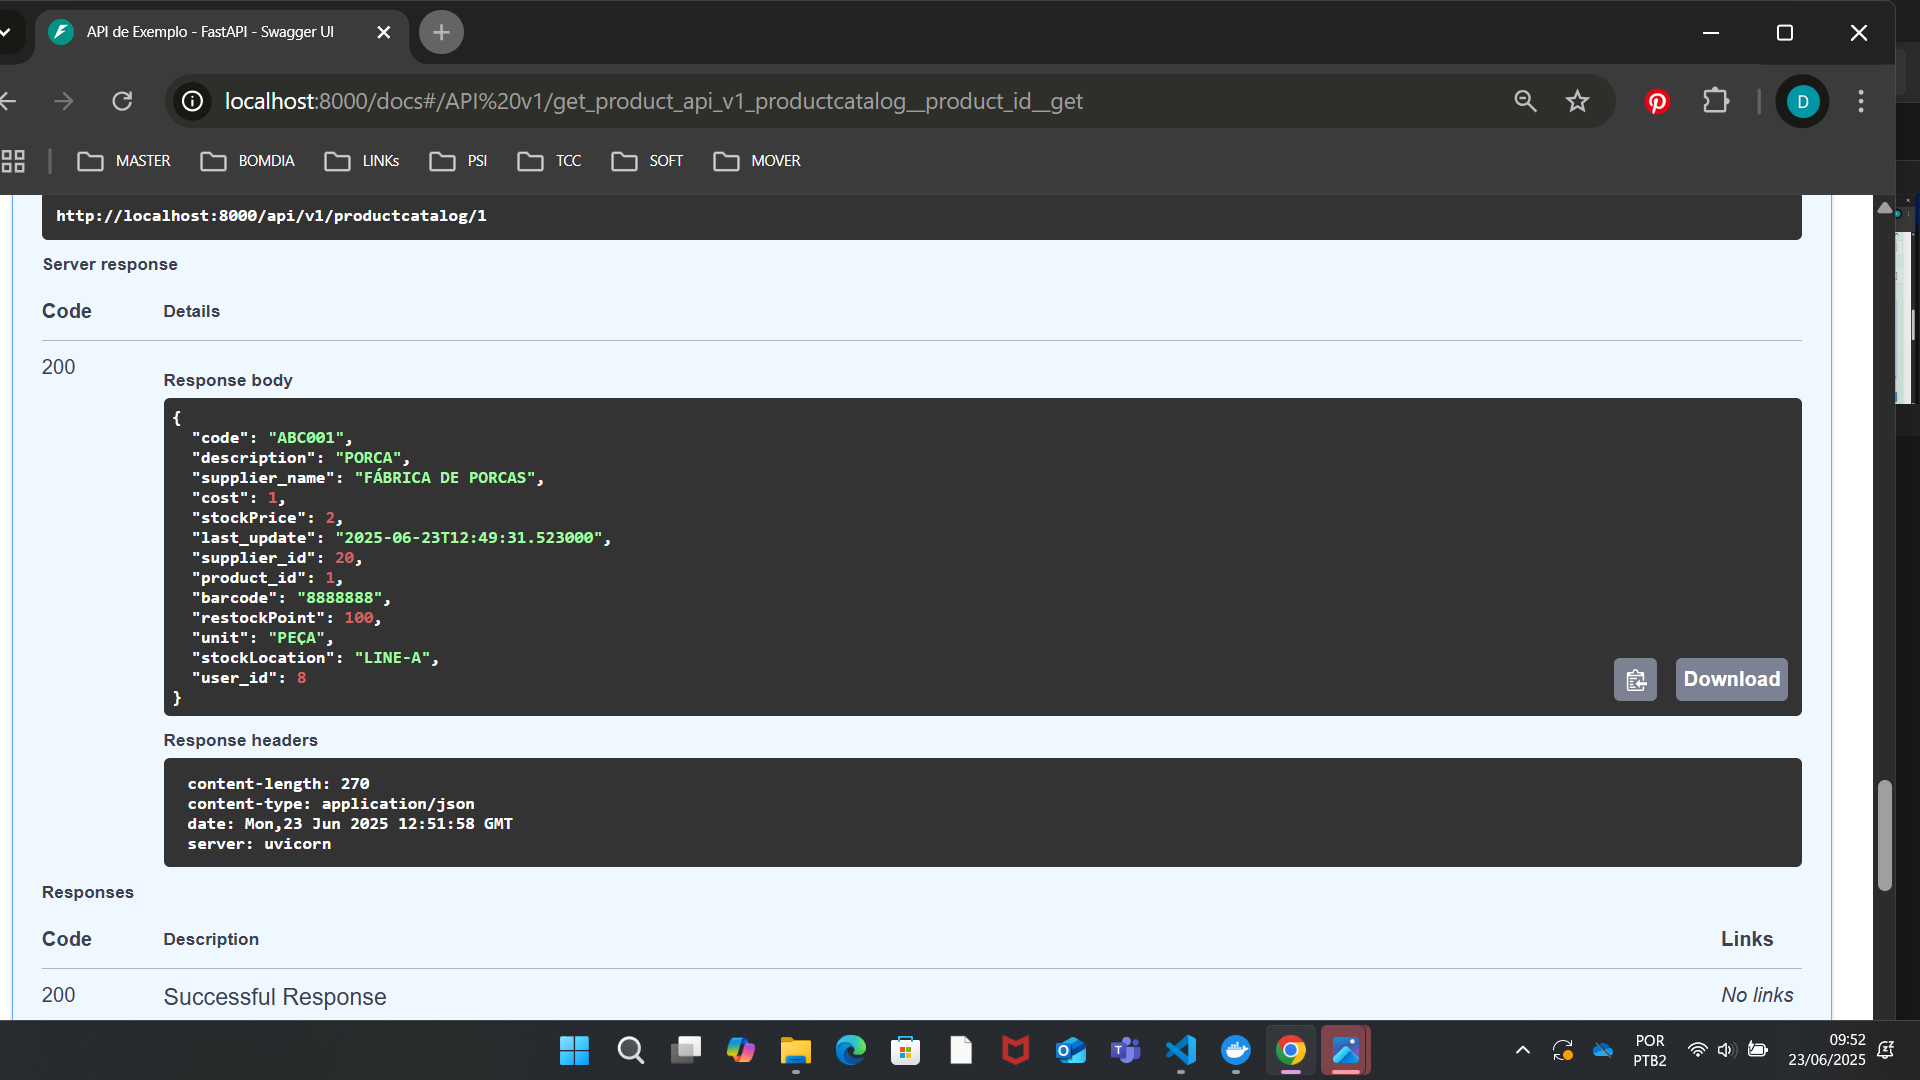 API de Exemplo - FastAPI - Swagger UI
localhost:8000/docs#/API%20v1/get_product_api_v1_productcatalog__product_id__get
D
MASTER BOMDIA LINKs PSI TCC SOFT MOVER
http://localhost:8000/api/v1/productcatalog/1
Server response
Code Details
200
Response body
{
"code": "ABC001",
"description": "PORCA",
"supplier_name": "FÁBRICA DE PORCAS",
"cost": 1,
"stockPrice": 2,
"last_update": "2025-06-23T12:49:31.523000",
"supplier_id": 20,
"product_id": 1,
"barcode": "8888888",
"restockPoint": 100,
"unit": "PEÇA",
"stockLocation": "LINE-A",
"user_id": 8
}
Download
Response headers
content-length: 270
content-type: application/json
date: Mon,23 Jun 2025 12:51:58 GMT
server: uvicorn
Responses
Code Description Links
200 Successful Response No links
POR 09:52
PTB2 23/06/2025